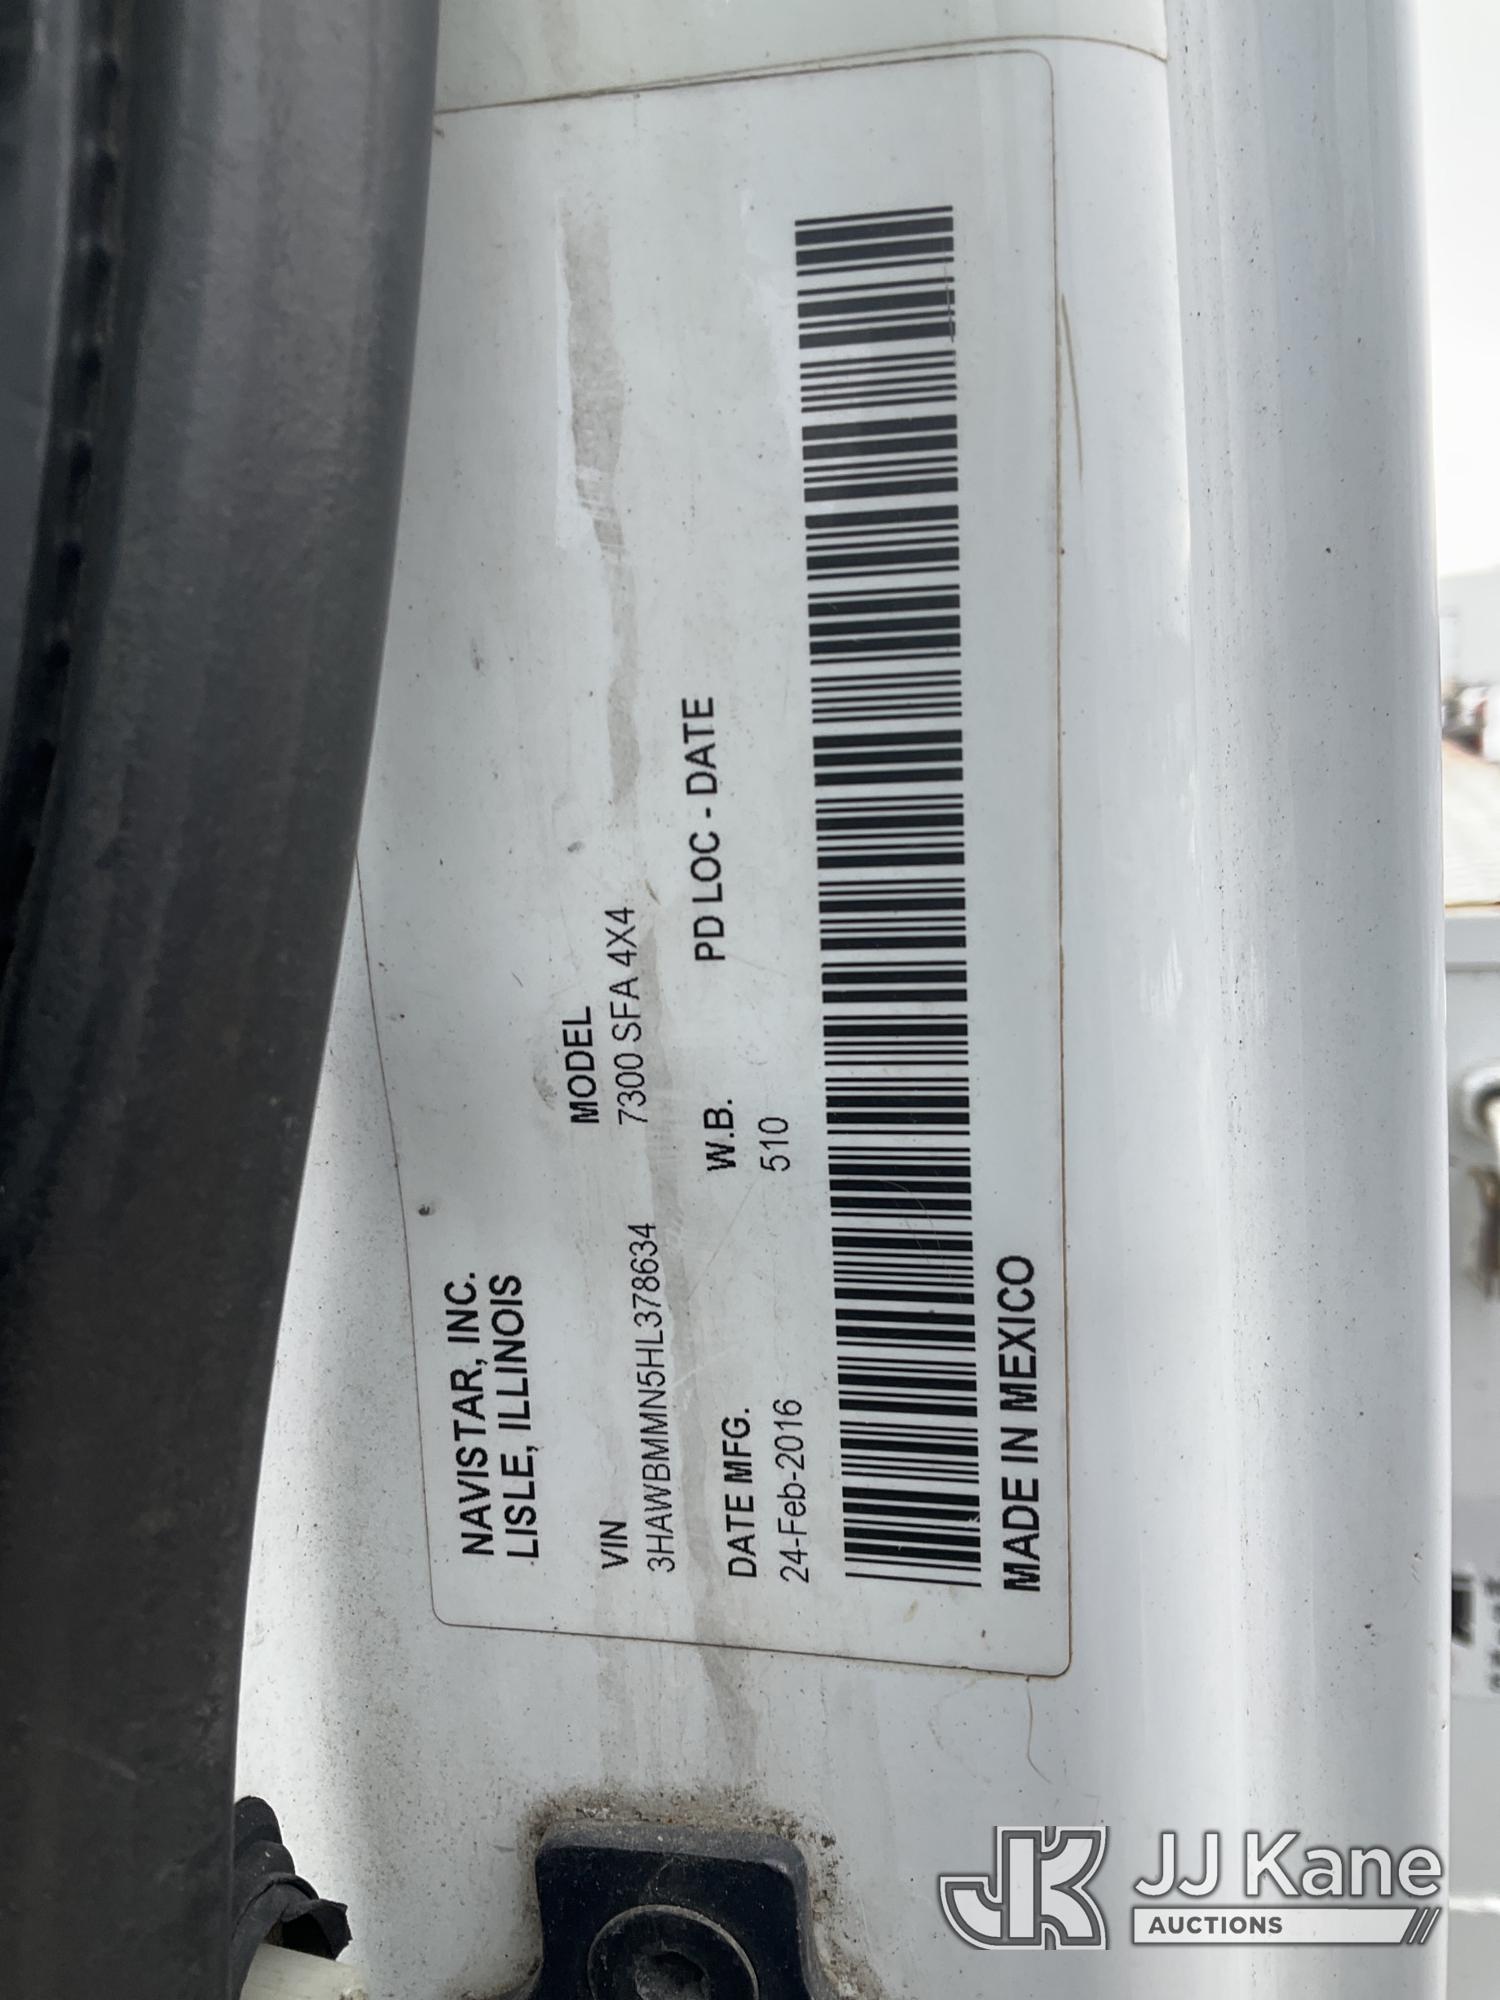 NAVISTAR, INC.
LISLE, ILLINOIS
VIN MODEL
3HAWBMMN5HL378634 7300 SFA 4X4
DATE MFG. W.B. PD LOC - DATE
24-Feb-2016 510
MADE IN MEXICO
JK JJ Kane
AUCTIONS